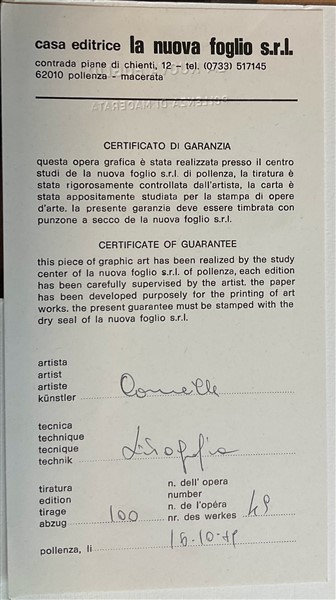 casa editrice la nuova foglio s.r.l.
contrada piane di chienti, 12 - tel. (0733) 517145
62010 pollenza - macerata
CERTIFICATO DI GARANZIA
questa opera grafica è stata realizzata presso il centro
studi de la nuova foglio s.r.l. di pollenza, la tiratura è
stata rigorosamente controllata dall'artista, la carta è
stata appositamente studiata per la stampa di opere
d'arte. la presente garanzia deve essere timbrata con
punzone a secco de la nuovo foglio s.r.l.
CERTIFICATE OF GUARANTEE
this piece of graphic art has been realized by the study
center of la nuova foglio s.r.l. of pollenza, each edition
has been carefully supervised by the artist. the paper
has been developed purposely for the printing of art
works. the present guarantee must be stamped with the
dry seal of la nuova foglio s.r.l.
artista
artist
artiste
künstler Corneille
tecnica
technique
tecnique
technik Litografia
tiratura
edition
tirage
abzug 100
n. dell' opera
number
n. de l'opéra
nr. des werkes 49
pollenza, lì